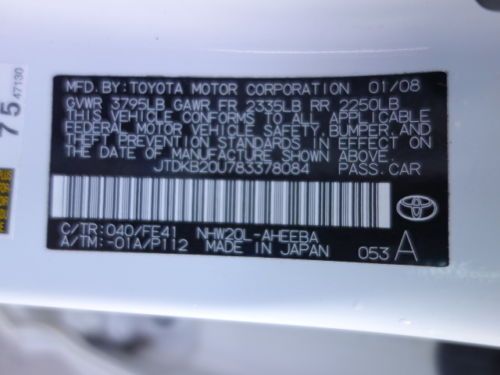 MFD. BY: TOYOTA MOTOR CORPORATION 01/08
GVWR 3795LB GAWR FR 2335LB RR 2250LB
THIS VEHICLE CONFORMS TO ALL APPLICABLE
FEDERAL MOTOR VEHICLE SAFETY, BUMPER, AND
THEFT PREVENTION STANDARDS IN EFFECT ON
THE DATE OF MANUFACTURE SHOWN ABOVE.
JTDKB20U783378084 PASS. CAR
C/TR: 040/FE41 NHW20L-AHEEBA
A/TM: -01A/P112 MADE IN JAPAN 053 A
75 47130